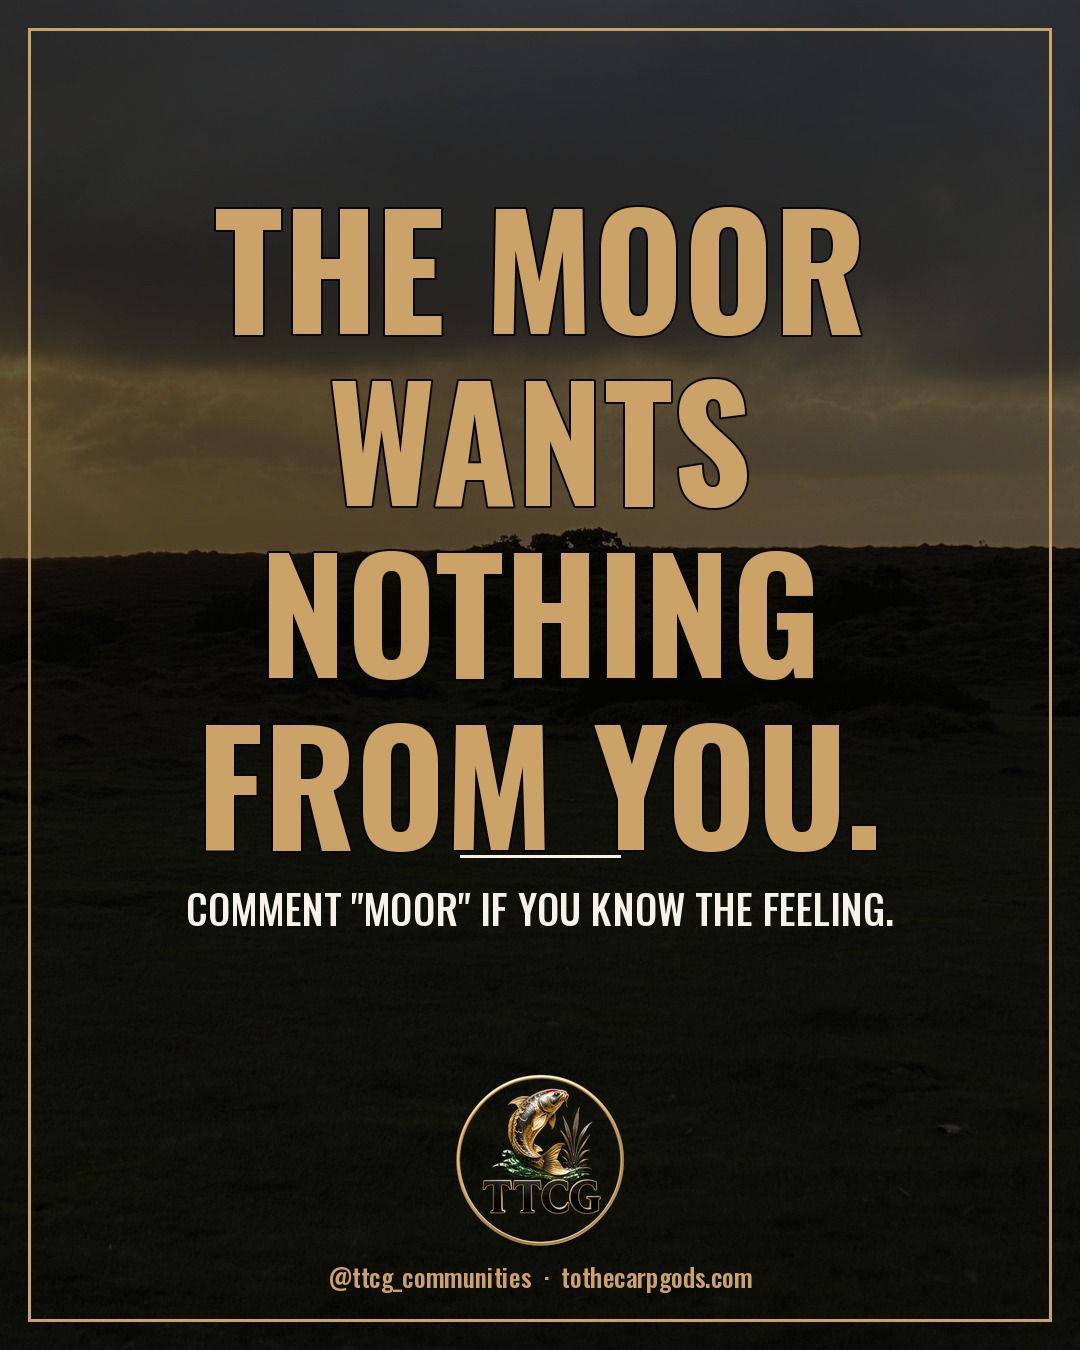 THE MOOR
WANTS
NOTHING
FROM YOU.
COMMENT "MOOR" IF YOU KNOW THE FEELING.
TTCG
@ttcg_communities · tothecarpgods.com